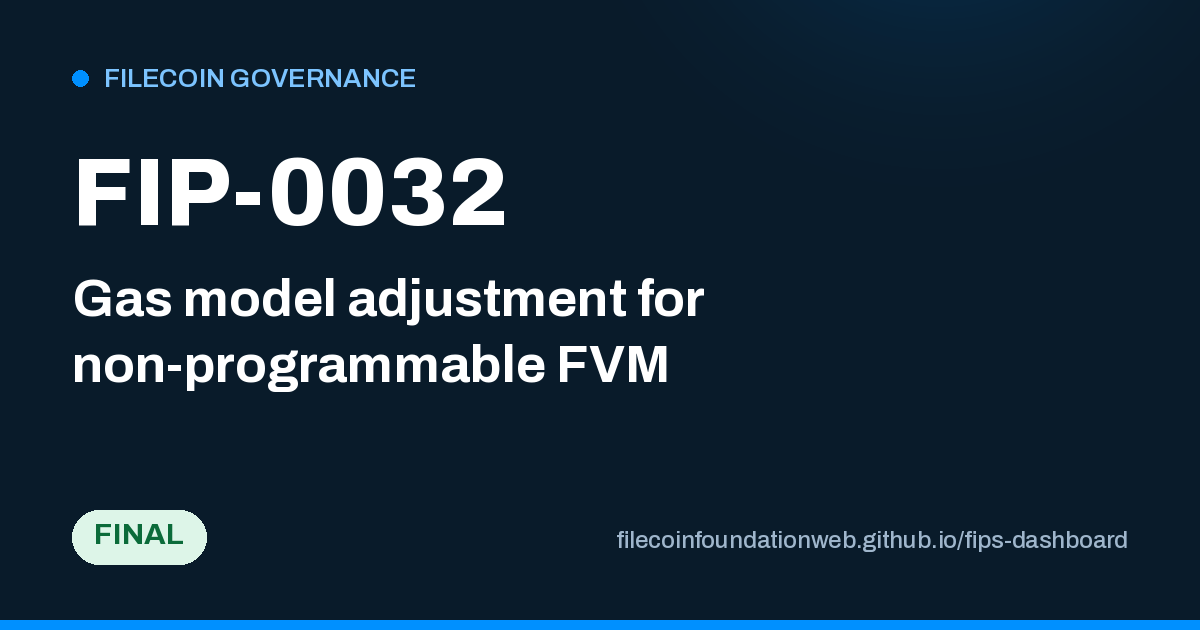 FILECOIN GOVERNANCE
FIP-0032
Gas model adjustment for
non-programmable FVM
FINAL
filecoinfoundationweb.github.io/fips-dashboard